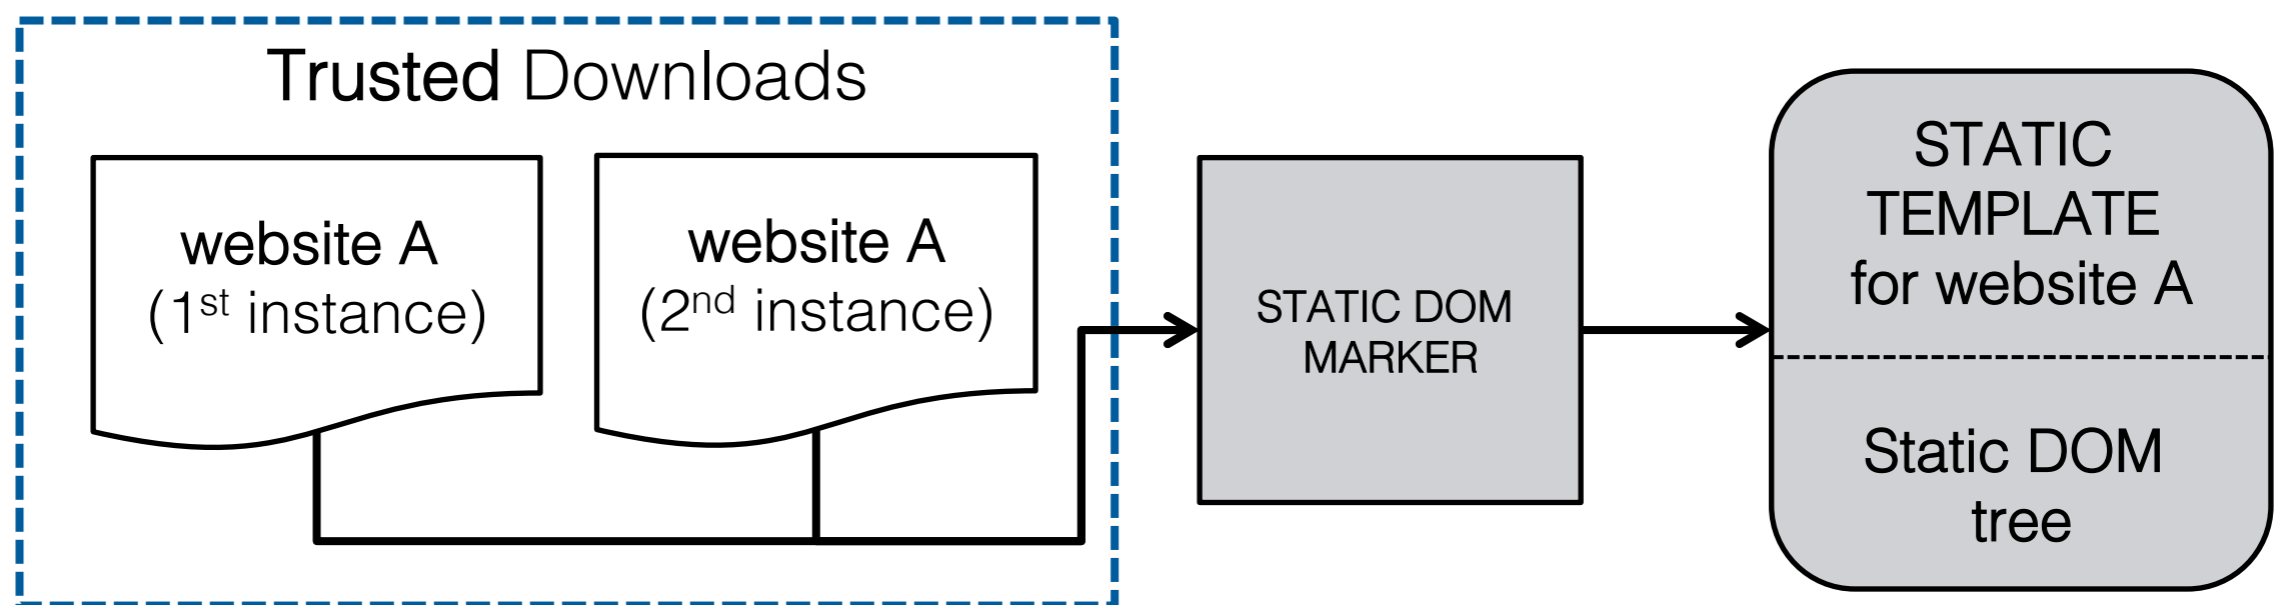 Trusted Downloads
website A
(1st instance)
website A
(2nd instance)
STATIC DOM
MARKER
STATIC
TEMPLATE
for website A
Static DOM
tree